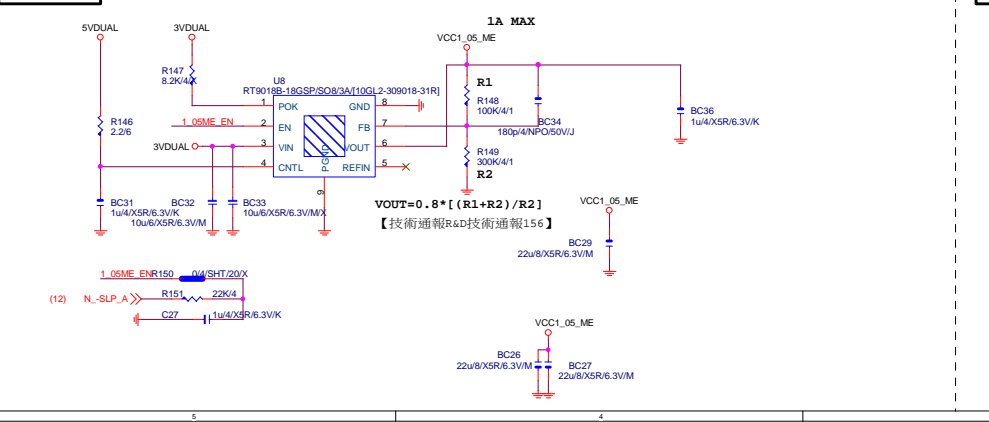 1A MAX
5VDUAL
3VDUAL
VCC1_05_ME
R147
8.2K/4/X
U8
RT9018B-18GSP/SO8/3A/[10GL2-309018-31R]
1 POK GND 8
1_05ME_EN 2 EN FB 7
3VDUAL 3 VIN VOUT 6
4 CNTL REFIN 5
PGND
9
R146
2.2/6
R1
R148
100K/4/1
BC34
180p/4/NPO/50V/J
BC36
1u/4/X5R/6.3V/K
R149
300K/4/1
R2
BC31
1u/4/X5R/6.3V/K
BC32
10u/6/X5R/6.3V/M
BC33
10u/6/X5R/6.3V/M/X
VOUT=0.8*[(R1+R2)/R2]
【技術通報R&D技術通報156】
VCC1_05_ME
BC29
22u/8/X5R/6.3V/M
1_05ME_EN R150 0/4/SHT/20/X
(12) N_-SLP_A R151 22K/4
C27 1u/4/X5R/6.3V/K
VCC1_05_ME
BC26
22u/8/X5R/6.3V/M
BC27
22u/8/X5R/6.3V/M
5 4